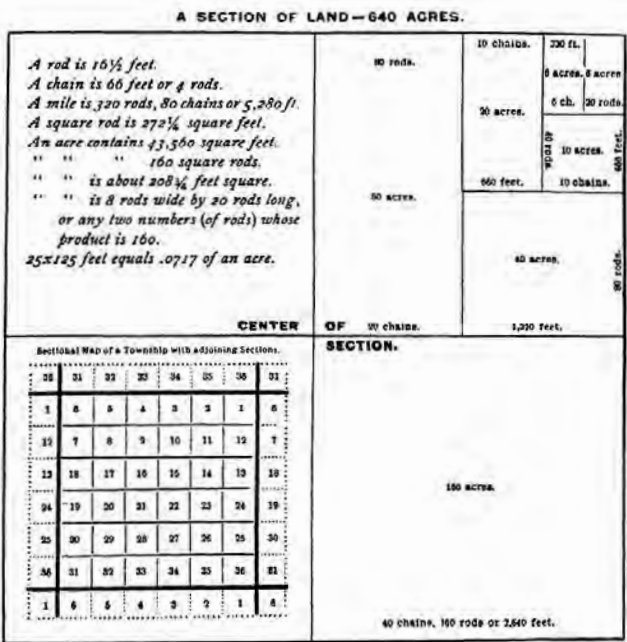 A SECTION OF LAND—640 ACRES.
A rod is 16½ feet.
A chain is 66 feet or 4 rods.
A mile is 320 rods, 80 chains or 5,280 ft.
A square rod is 272¼ square feet.
An acre contains 43,560 square feet.
" " " 160 square rods.
" " is about 208¾ feet square.
" " is 8 rods wide by 20 rods long,
or any two numbers (of rods) whose
product is 160.
25x125 feet equals .0717 of an acre.
80 rods.
80 acres.
20 chains.
10 chains.
20 acres.
660 feet.
330 ft.
5 acres. 5 acres
5 ch. 20 rods.
40 rods
10 acres.
660 feet.
10 chains.
40 acres.
80 rods.
1,320 feet.
CENTER OF
SECTION.
Sectional Map of a Township with adjoining Sections.
36 31 32 33 34 35 36 31
1 6 5 4 3 2 1 6
12 7 8 9 10 11 12 7
13 18 17 16 15 14 13 18
24 19 20 21 22 23 24 19
25 30 29 28 27 26 25 30
36 31 32 33 34 35 36 31
1 6 5 4 3 2 1 6
160 acres.
40 chains, 160 rods or 2,640 feet.